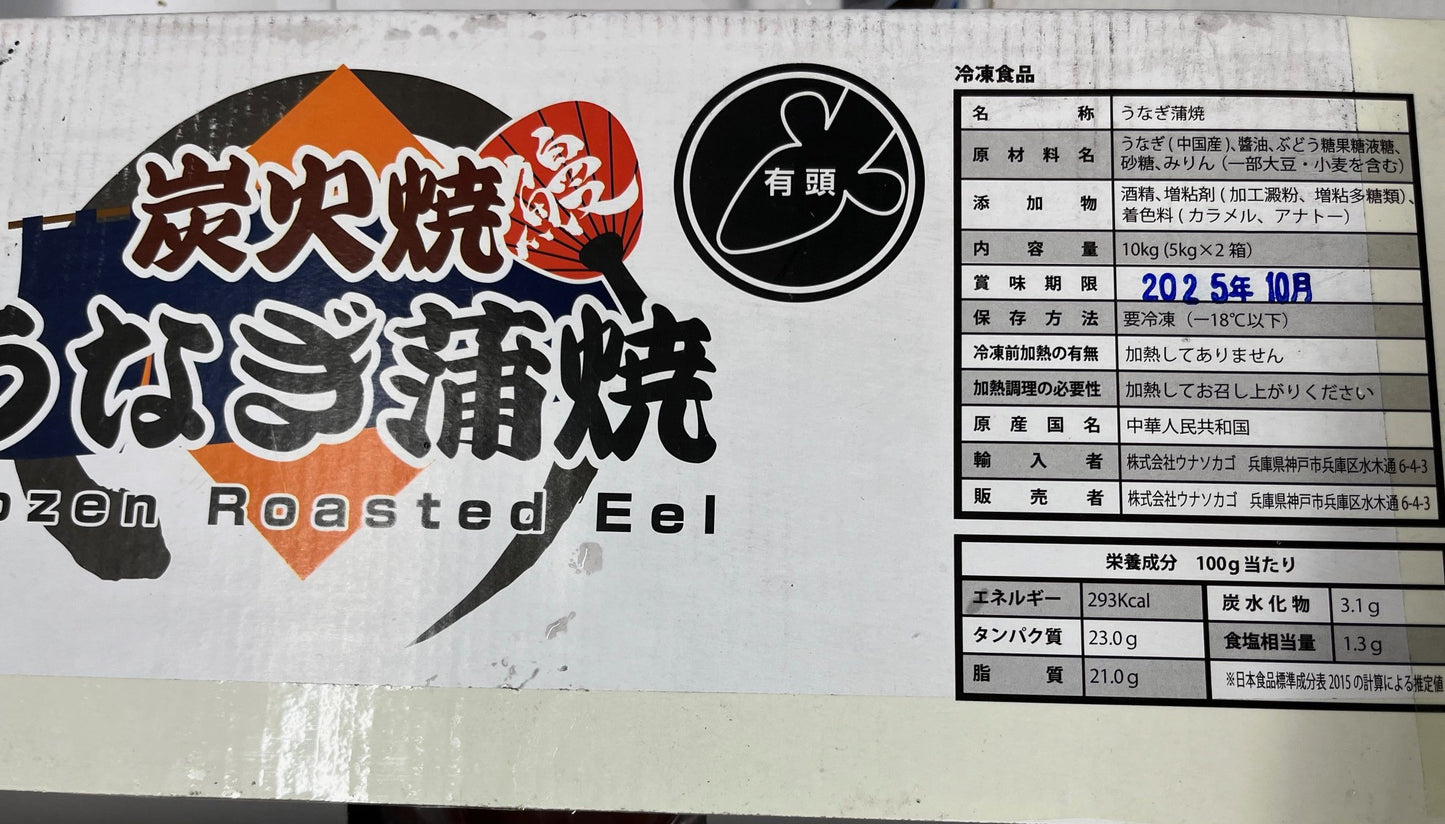 炭火焼
鰻
うなぎ蒲焼
ozen Roasted Eel
有頭
冷凍食品
名称 うなぎ蒲焼
原材料名 うなぎ(中国産)、醬油、ぶどう糖果糖液糖、
砂糖、みりん(一部大豆・小麦を含む)
添加物 酒精、増粘剤(加工澱粉、増粘多糖類)、
着色料(カラメル、アナトー)
内容量 10kg (5kg×2箱)
賞味期限 2025年 10月
保存方法 要冷凍(ー18℃以下)
冷凍前加熱の有無 加熱してありません
加熱調理の必要性 加熱してお召し上がりください
原産国名 中華人民共和国
輸入者 株式会社ウナソカゴ 兵庫県神戸市兵庫区水木通6-4-3
販売者 株式会社ウナソカゴ 兵庫県神戸市兵庫区水木通6-4-3
栄養成分 100g当たり
エネルギー 293Kcal 炭水化物 3.1g
タンパク質 23.0g 食塩相当量 1.3g
脂質 21.0g ※日本食品標準成分表2015の計算による推定値